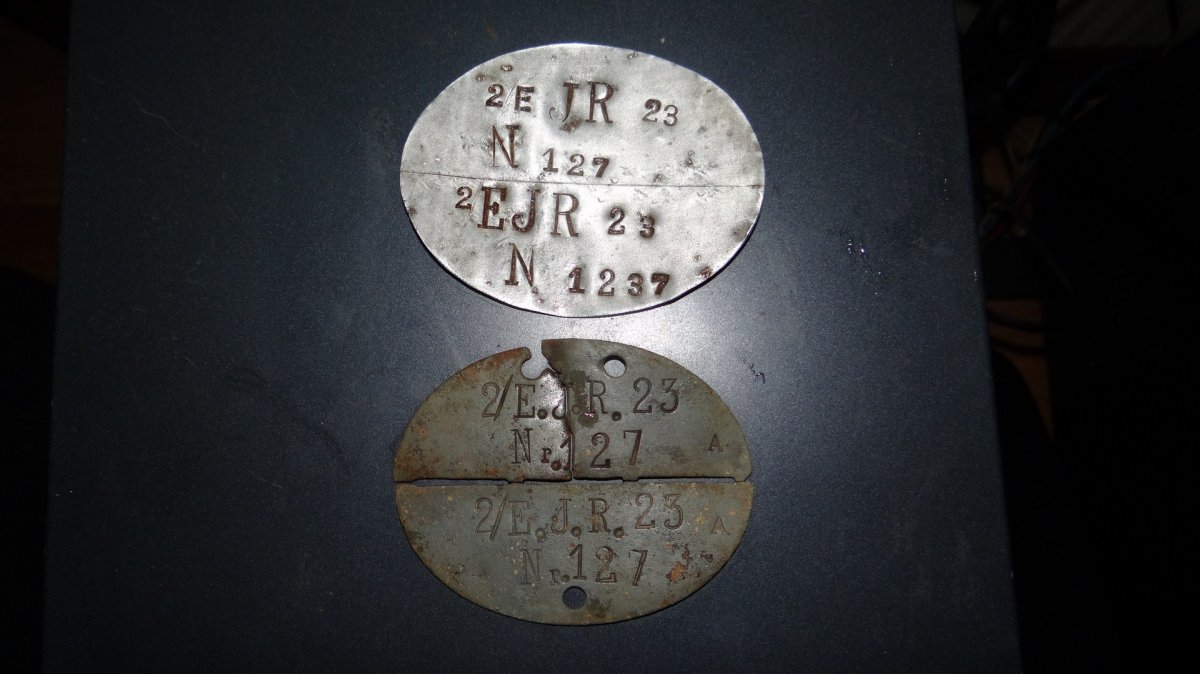 2E JR 23
N 127
2EJR 23
N 1237
2/E.J.R. 23
Nr. 127 A
2/E.J.R. 23 A
Nr. 127